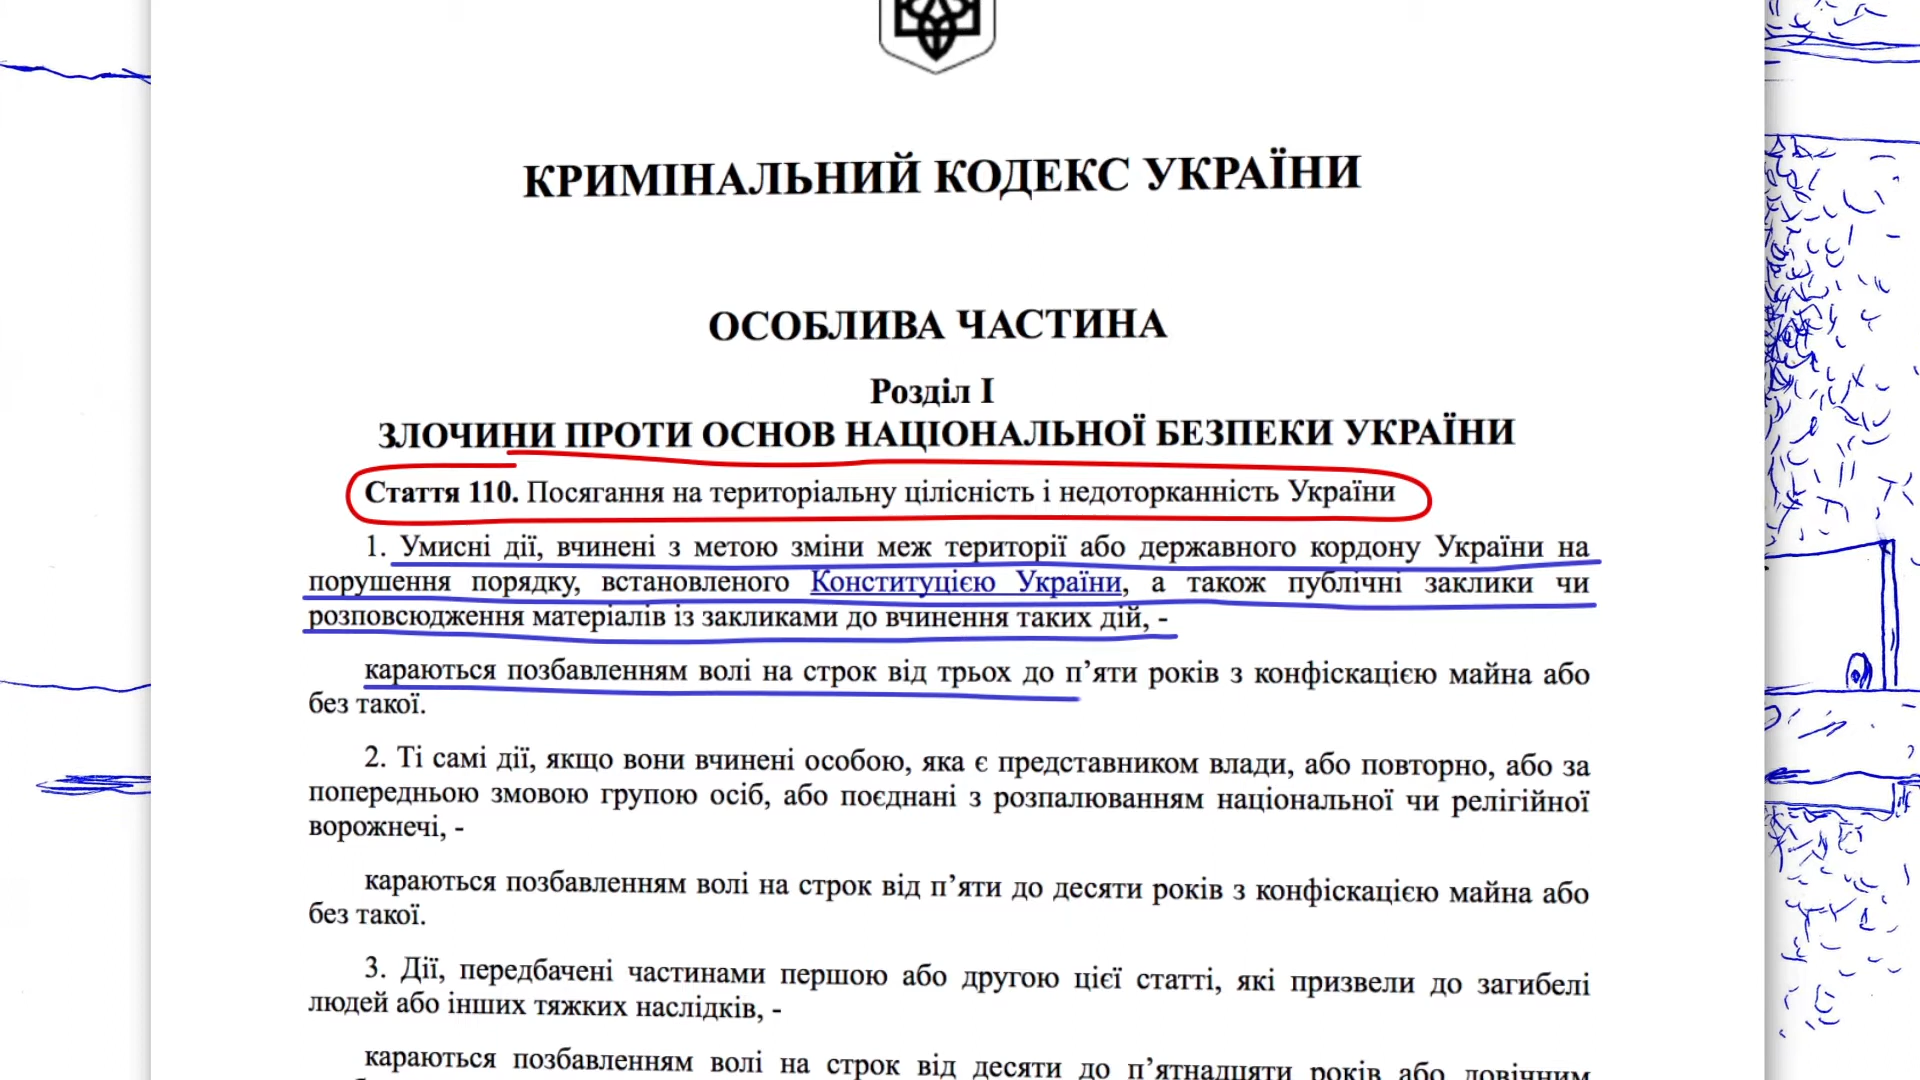 КРИМІНАЛЬНИЙ КОДЕКС УКРАЇНИ
ОСОБЛИВА ЧАСТИНА
Розділ I
ЗЛОЧИНИ ПРОТИ ОСНОВ НАЦІОНАЛЬНОЇ БЕЗПЕКИ УКРАЇНИ
Стаття 110. Посягання на територіальну цілісність і недоторканність України
1. Умисні дії, вчинені з метою зміни меж території або державного кордону України на
порушення порядку, встановленого Конституцією України, а також публічні заклики чи
розповсюдження матеріалів із закликами до вчинення таких дій, -
караються позбавленням волі на строк від трьох до п’яти років з конфіскацією майна або
без такої.
2. Ті самі дії, якщо вони вчинені особою, яка є представником влади, або повторно, або за
попередньою змовою групою осіб, або поєднані з розпалюванням національної чи релігійної
ворожнечі, -
караються позбавленням волі на строк від п’яти до десяти років з конфіскацією майна або
без такої.
3. Дії, передбачені частинами першою або другою цієї статті, які призвели до загибелі
людей або інших тяжких наслідків, -
караються позбавленням волі на строк від десяти до п’ятнадцяти років або довічним